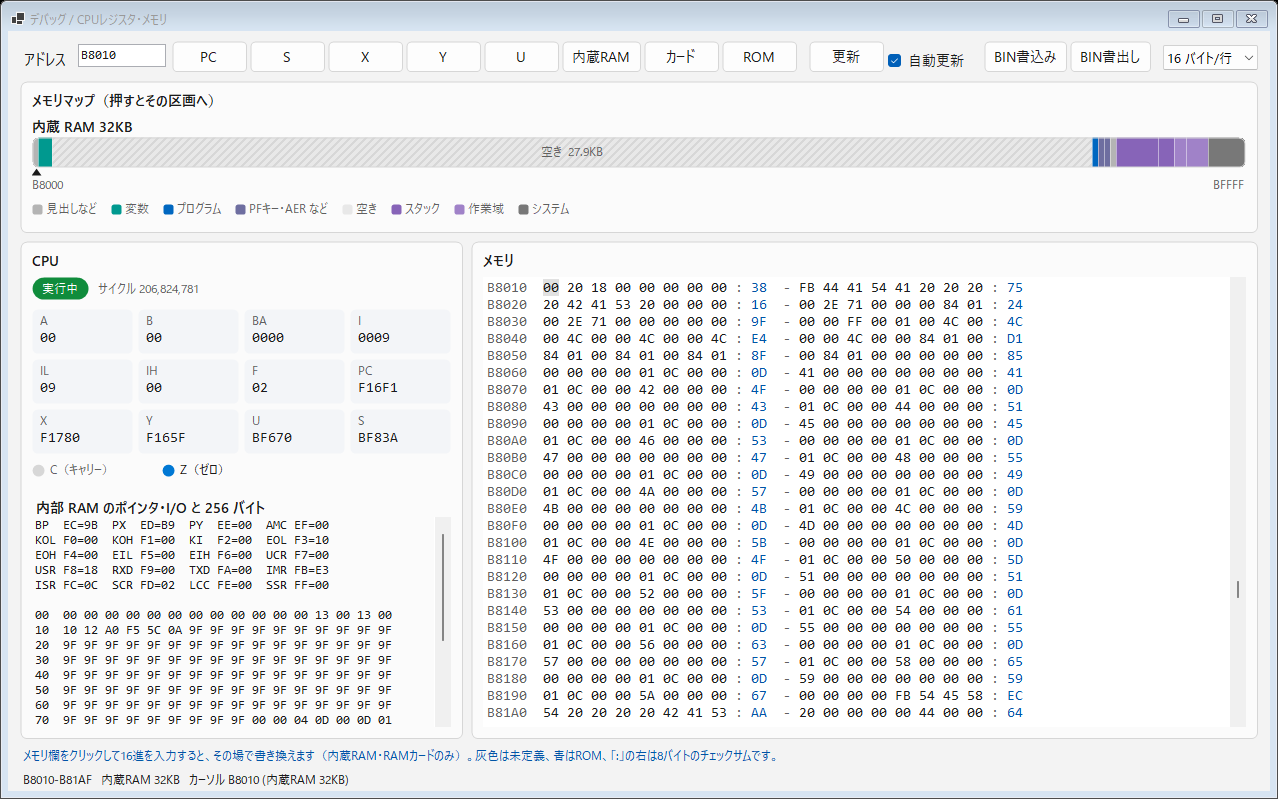 デバッグ / CPUレジスタ・メモリ
アドレス B8010 PC S X Y U 内蔵RAM カード ROM 更新 自動更新 BIN書込み BIN書出し 16 バイト/行
メモリマップ（押すとその区画へ）
内蔵 RAM 32KB
空き 27.9KB
B8000 BFFFF
見出しなど 変数 プログラム PFキー・AER など 空き スタック 作業域 システム
CPU
実行中 サイクル 206,824,781
A B BA I
00 00 0000 0009
IL IH F PC
09 00 02 F16F1
X Y U S
F1780 F165F BF670 BF83A
C（キャリー） Z（ゼロ）
内部 RAM のポインタ・I/O と 256 バイト
BP EC=9B PX ED=B9 PY EE=00 AMC EF=00
KOL F0=00 KOH F1=00 KI F2=00 EOL F3=10
EOH F4=00 EIL F5=00 EIH F6=00 UCR F7=00
USR F8=18 RXD F9=00 TXD FA=00 IMR FB=E3
ISR FC=0C SCR FD=02 LCC FE=00 SSR FF=00
00 00 00 00 00 00 00 00 00 00 00 00 00 13 00 13 00
10 10 12 A0 F5 5C 0A 9F 9F 9F 9F 9F 9F 9F 9F 9F 9F
20 9F 9F 9F 9F 9F 9F 9F 9F 9F 9F 9F 9F 9F 9F 9F 9F
30 9F 9F 9F 9F 9F 9F 9F 9F 9F 9F 9F 9F 9F 9F 9F 9F
40 9F 9F 9F 9F 9F 9F 9F 9F 9F 9F 9F 9F 9F 9F 9F 9F
50 9F 9F 9F 9F 9F 9F 9F 9F 9F 9F 9F 9F 9F 9F 9F 9F
60 9F 9F 9F 9F 9F 9F 9F 9F 9F 9F 9F 9F 9F 9F 9F 9F
70 9F 9F 9F 9F 9F 9F 9F 9F 9F 00 00 04 0D 00 0D 01
メモリ
B8010 00 20 18 00 00 00 00 00 : 38 - FB 44 41 54 41 20 20 20 : 75
B8020 20 42 41 53 20 00 00 00 : 16 - 00 2E 71 00 00 00 84 01 : 24
B8030 00 2E 71 00 00 00 00 00 : 9F - 00 00 FF 00 01 00 4C 00 : 4C
B8040 00 4C 00 00 4C 00 00 4C : E4 - 00 00 4C 00 00 84 01 00 : D1
B8050 84 01 00 84 01 00 84 01 : 8F - 00 84 01 00 00 00 00 00 : 85
B8060 00 00 00 00 01 0C 00 00 : 0D - 41 00 00 00 00 00 00 00 : 41
B8070 01 0C 00 00 42 00 00 00 : 4F - 00 00 00 00 01 0C 00 00 : 0D
B8080 43 00 00 00 00 00 00 00 : 43 - 01 0C 00 00 44 00 00 00 : 51
B8090 00 00 00 00 01 0C 00 00 : 0D - 45 00 00 00 00 00 00 00 : 45
B80A0 01 0C 00 00 46 00 00 00 : 53 - 00 00 00 00 01 0C 00 00 : 0D
B80B0 47 00 00 00 00 00 00 00 : 47 - 01 0C 00 00 48 00 00 00 : 55
B80C0 00 00 00 00 01 0C 00 00 : 0D - 49 00 00 00 00 00 00 00 : 49
B80D0 01 0C 00 00 4A 00 00 00 : 57 - 00 00 00 00 01 0C 00 00 : 0D
B80E0 4B 00 00 00 00 00 00 00 : 4B - 01 0C 00 00 4C 00 00 00 : 59
B80F0 00 00 00 00 01 0C 00 00 : 0D - 4D 00 00 00 00 00 00 00 : 4D
B8100 01 0C 00 00 4E 00 00 00 : 5B - 00 00 00 00 01 0C 00 00 : 0D
B8110 4F 00 00 00 00 00 00 00 : 4F - 01 0C 00 00 50 00 00 00 : 5D
B8120 00 00 00 00 01 0C 00 00 : 0D - 51 00 00 00 00 00 00 00 : 51
B8130 01 0C 00 00 52 00 00 00 : 5F - 00 00 00 00 01 0C 00 00 : 0D
B8140 53 00 00 00 00 00 00 00 : 53 - 01 0C 00 00 54 00 00 00 : 61
B8150 00 00 00 00 01 0C 00 00 : 0D - 55 00 00 00 00 00 00 00 : 55
B8160 01 0C 00 00 56 00 00 00 : 63 - 00 00 00 00 01 0C 00 00 : 0D
B8170 57 00 00 00 00 00 00 00 : 57 - 01 0C 00 00 58 00 00 00 : 65
B8180 00 00 00 00 01 0C 00 00 : 0D - 59 00 00 00 00 00 00 00 : 59
B8190 01 0C 00 00 5A 00 00 00 : 67 - 00 00 00 00 FB 54 45 58 : EC
B81A0 54 20 20 20 20 42 41 53 : AA - 20 00 00 00 00 44 00 00 : 64
メモリ欄をクリックして16進を入力すると、その場で書き換えます（内蔵RAM・RAMカードのみ）。灰色は未定義、青はROM、「:」の右は8バイトのチェックサムです。
B8010-B81AF 内蔵RAM 32KB カーソル B8010 (内蔵RAM 32KB)